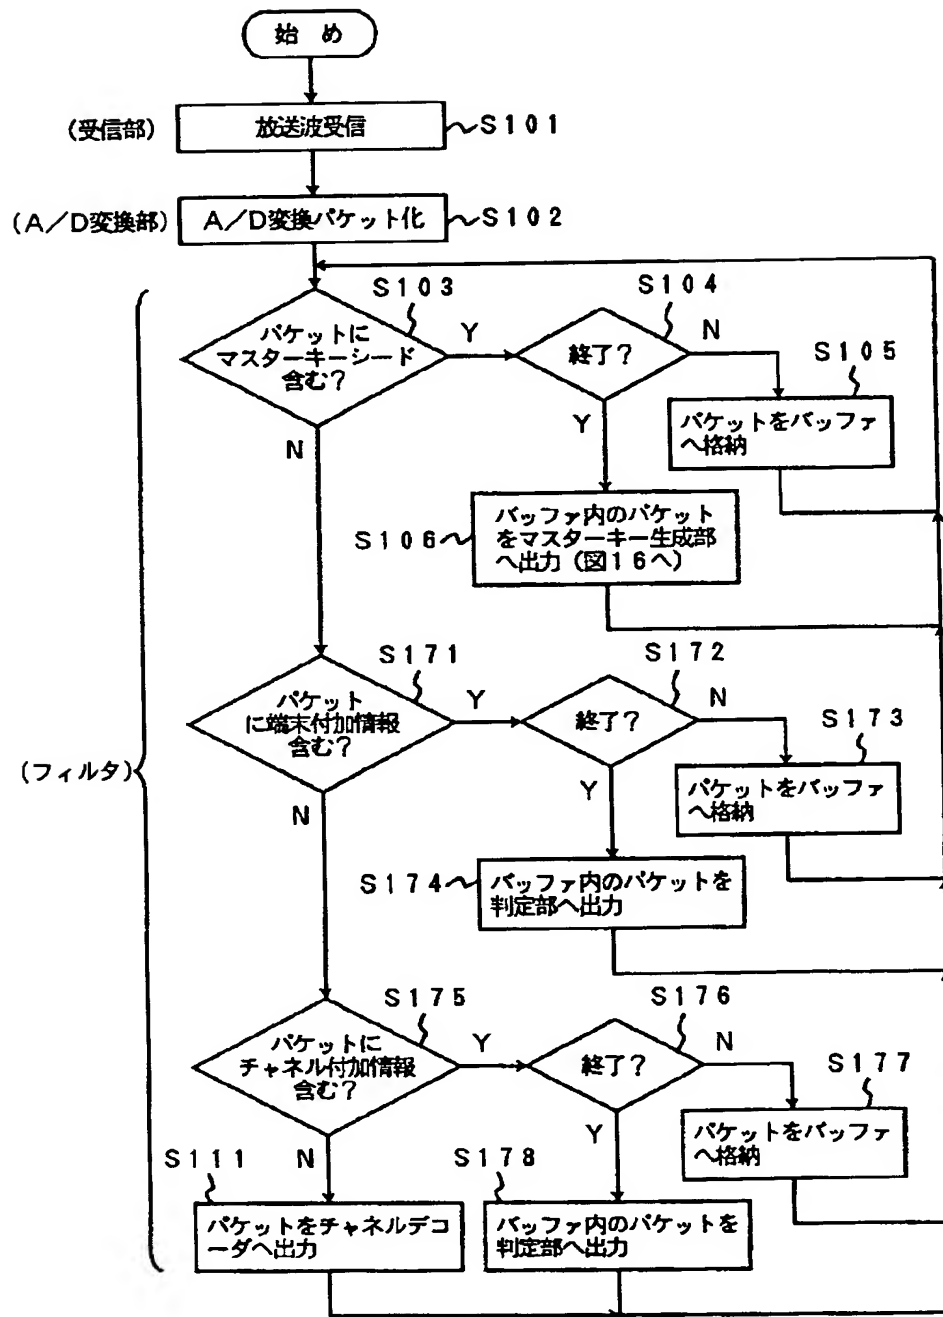 始 め
(受信部)
放送波受信
S101
(A/D変換部)
A/D変換パケット化
S102
S103
パケットに
マスターキーシード
含む?
Y
N
S104
終了?
N
Y
S105
パケットをバッファ
へ格納
S106
バッファ内のパケット
をマスターキー生成部
へ出力(図16へ)
(フィルタ)
S171
パケット
に端末付加情報
含む?
Y
N
S172
終了?
N
Y
S173
パケットをバッファ
へ格納
S174
バッファ内のパケットを
判定部へ出力
S175
パケットに
チャネル付加情報
含む?
Y
N
S176
終了?
N
Y
S177
パケットをバッファ
へ格納
S111
パケットをチャネルデコ
ーダへ出力
S178
バッファ内のパケットを
判定部へ出力